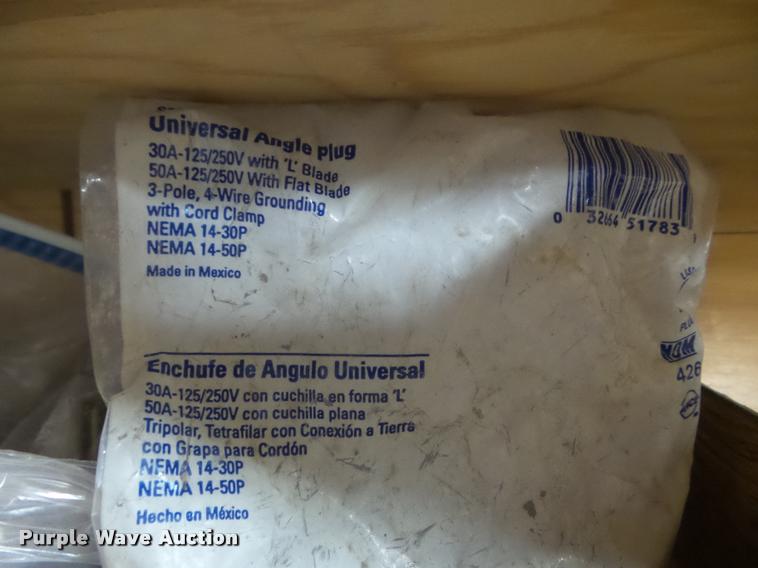 Universal Angle Plug
30A-125/250V with 'L' Blade
50A-125/250V With Flat Blade
3-Pole, 4-Wire Grounding
with Cord Clamp
NEMA 14-30P
NEMA 14-50P
Made in Mexico
0 32664 51783
Enchufe de Angulo Universal
30A-125/250V con cuchilla en forma 'L'
50A-125/250V con cuchilla plana
Tripolar, Tetrafilar con Conexión a Tierra
con Grapa para Cordón
NEMA 14-30P
NEMA 14-50P
Hecho en México
426
Purple Wave Auction